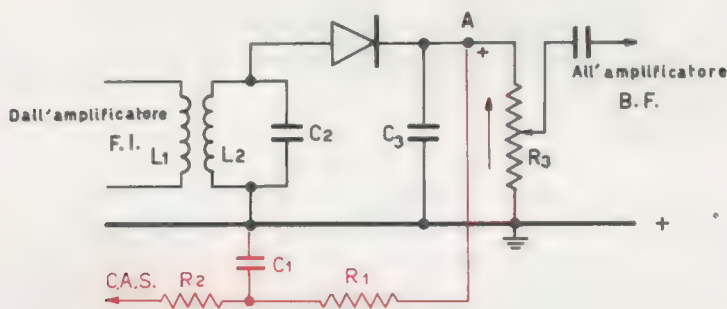 A
+
Dall'amplificatore
F.I.
L1
L2
C2
C3
R3
All'amplificatore
B.F.
+
C1
C.A.S.
R2
R1